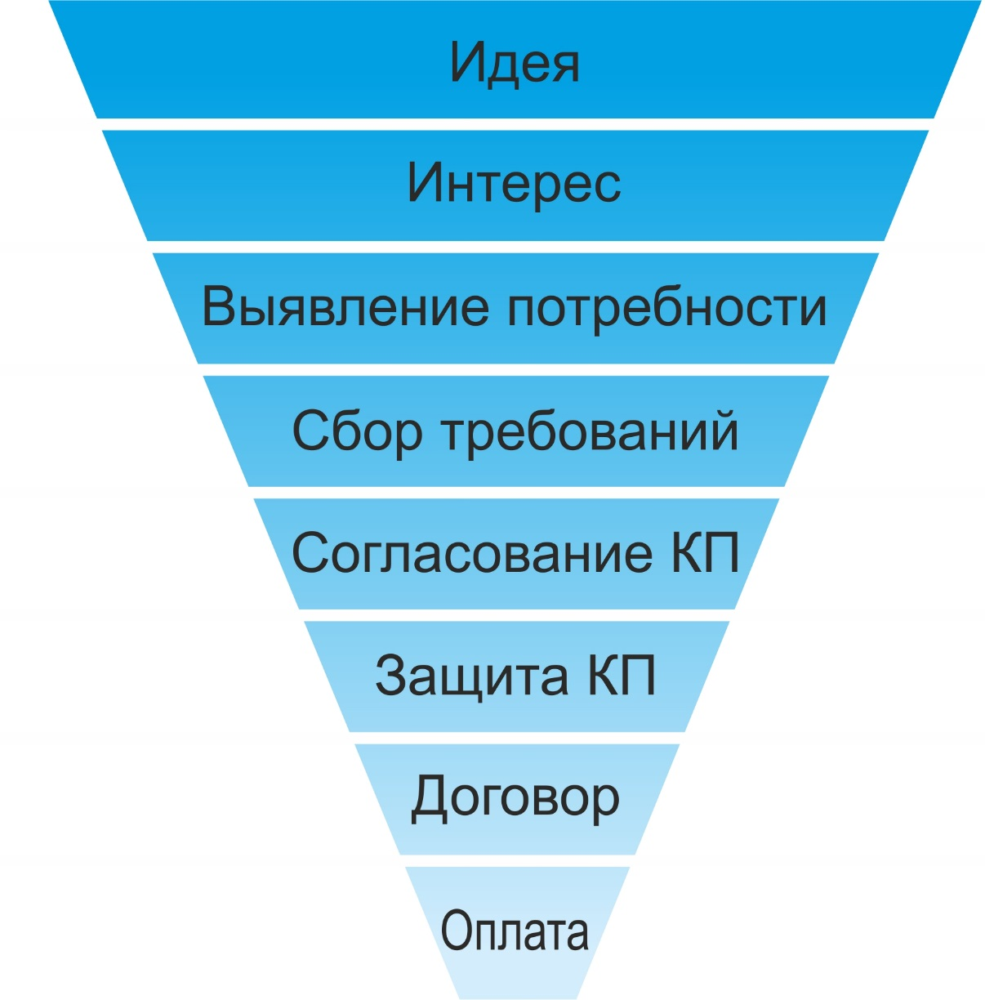 Идея
Интерес
Выявление потребности
Сбор требований
Согласование КП
Защита КП
Договор
Оплата